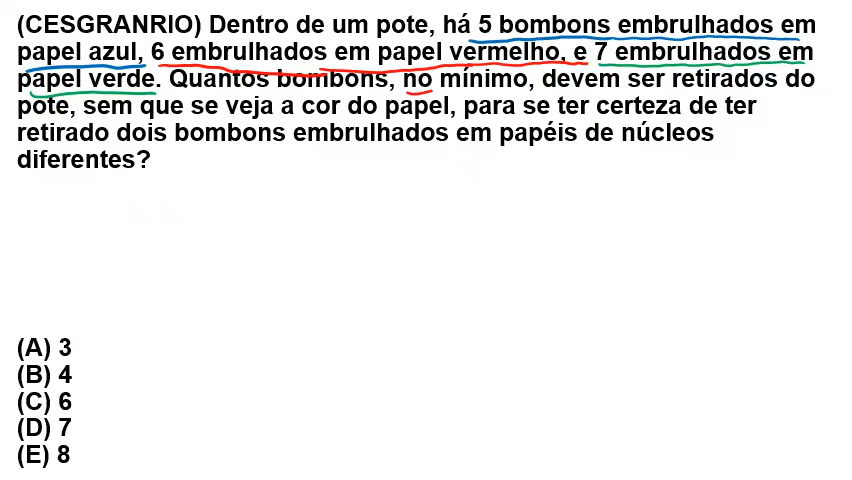 (CESGRANRIO) Dentro de um pote, há 5 bombons embrulhados em
papel azul, 6 embrulhados em papel vermelho, e 7 embrulhados em
papel verde. Quantos bombons, no mínimo, devem ser retirados do
pote, sem que se veja a cor do papel, para se ter certeza de ter
retirado dois bombons embrulhados em papéis de núcleos
diferentes?
(A) 3
(B) 4
(C) 6
(D) 7
(E) 8